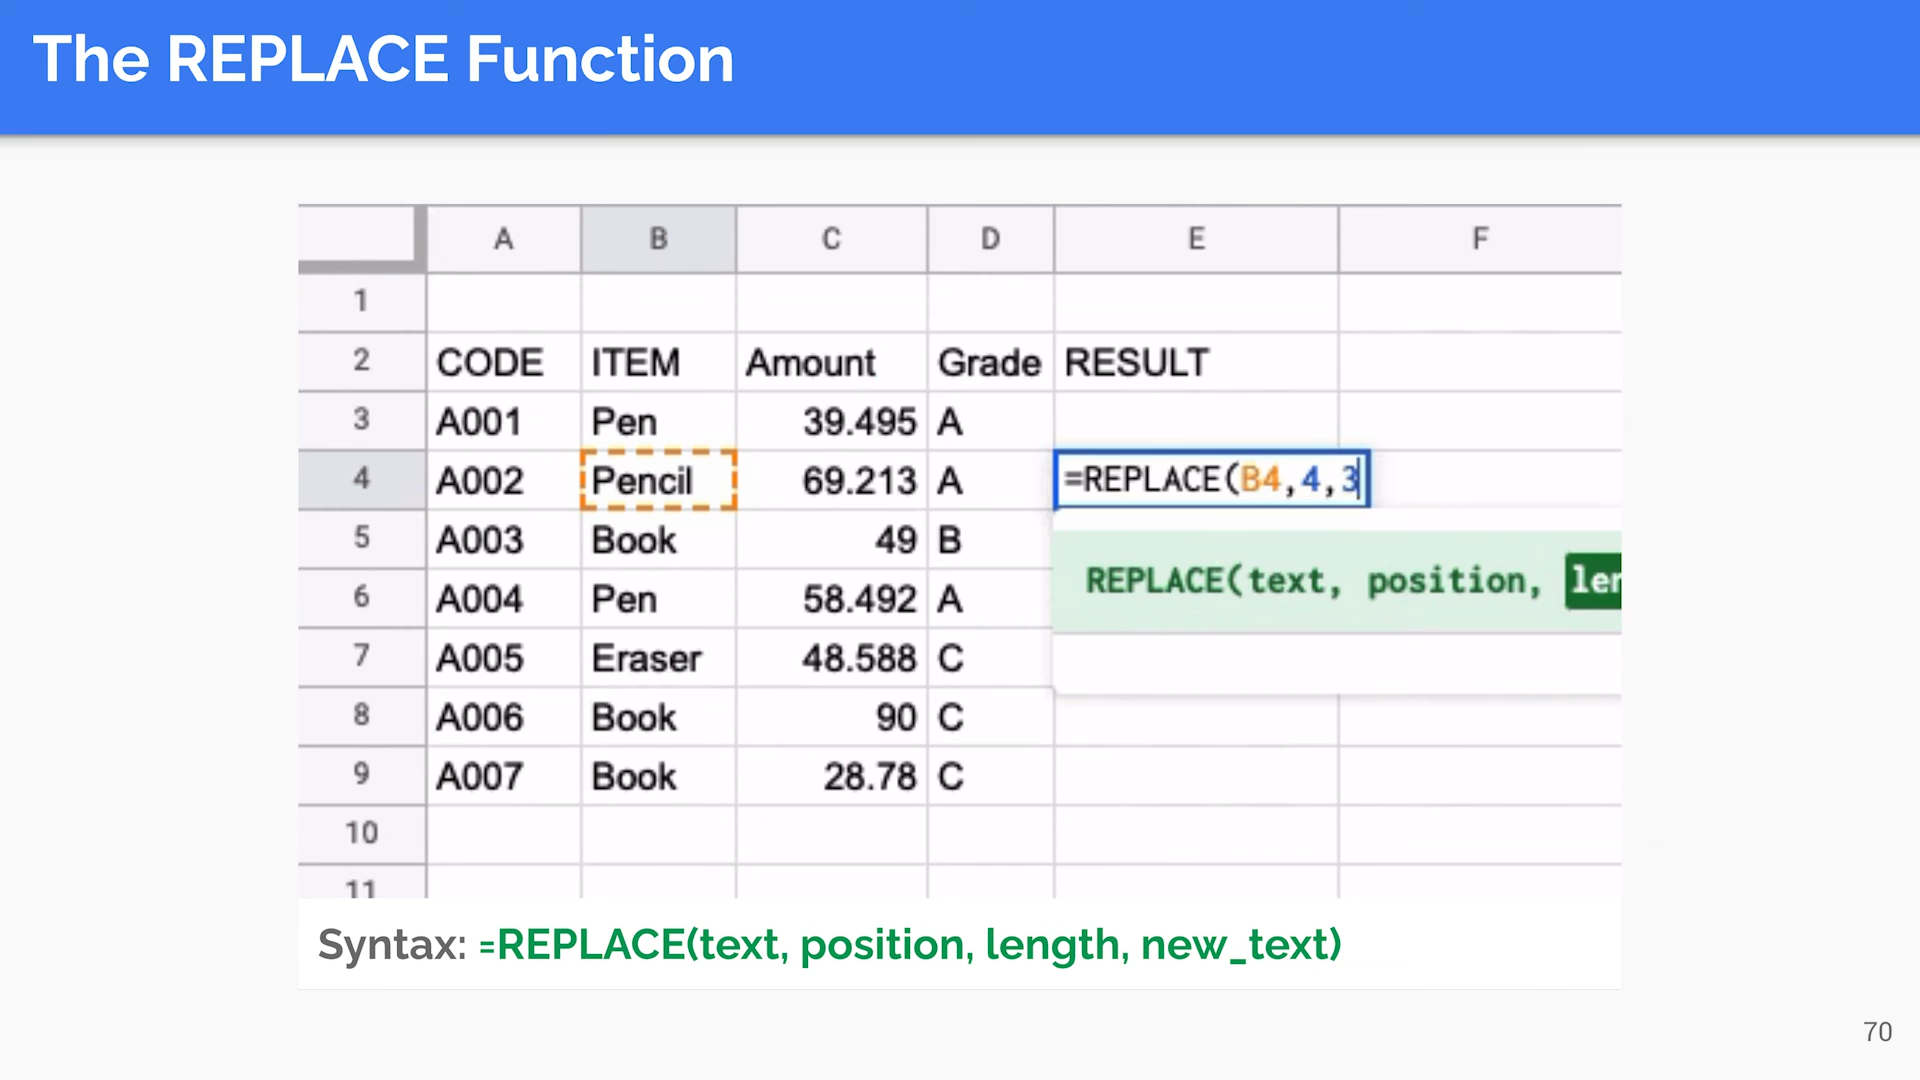 The REPLACE Function
A B C D E F
1
2 CODE ITEM Amount Grade RESULT
3 A001 Pen 39.495 A
4 A002 Pencil 69.213 A =REPLACE(B4,4,3
5 A003 Book 49 B
REPLACE(text, position, len
6 A004 Pen 58.492 A
7 A005 Eraser 48.588 C
8 A006 Book 90 C
9 A007 Book 28.78 C
10
11
Syntax: =REPLACE(text, position, length, new_text)
70